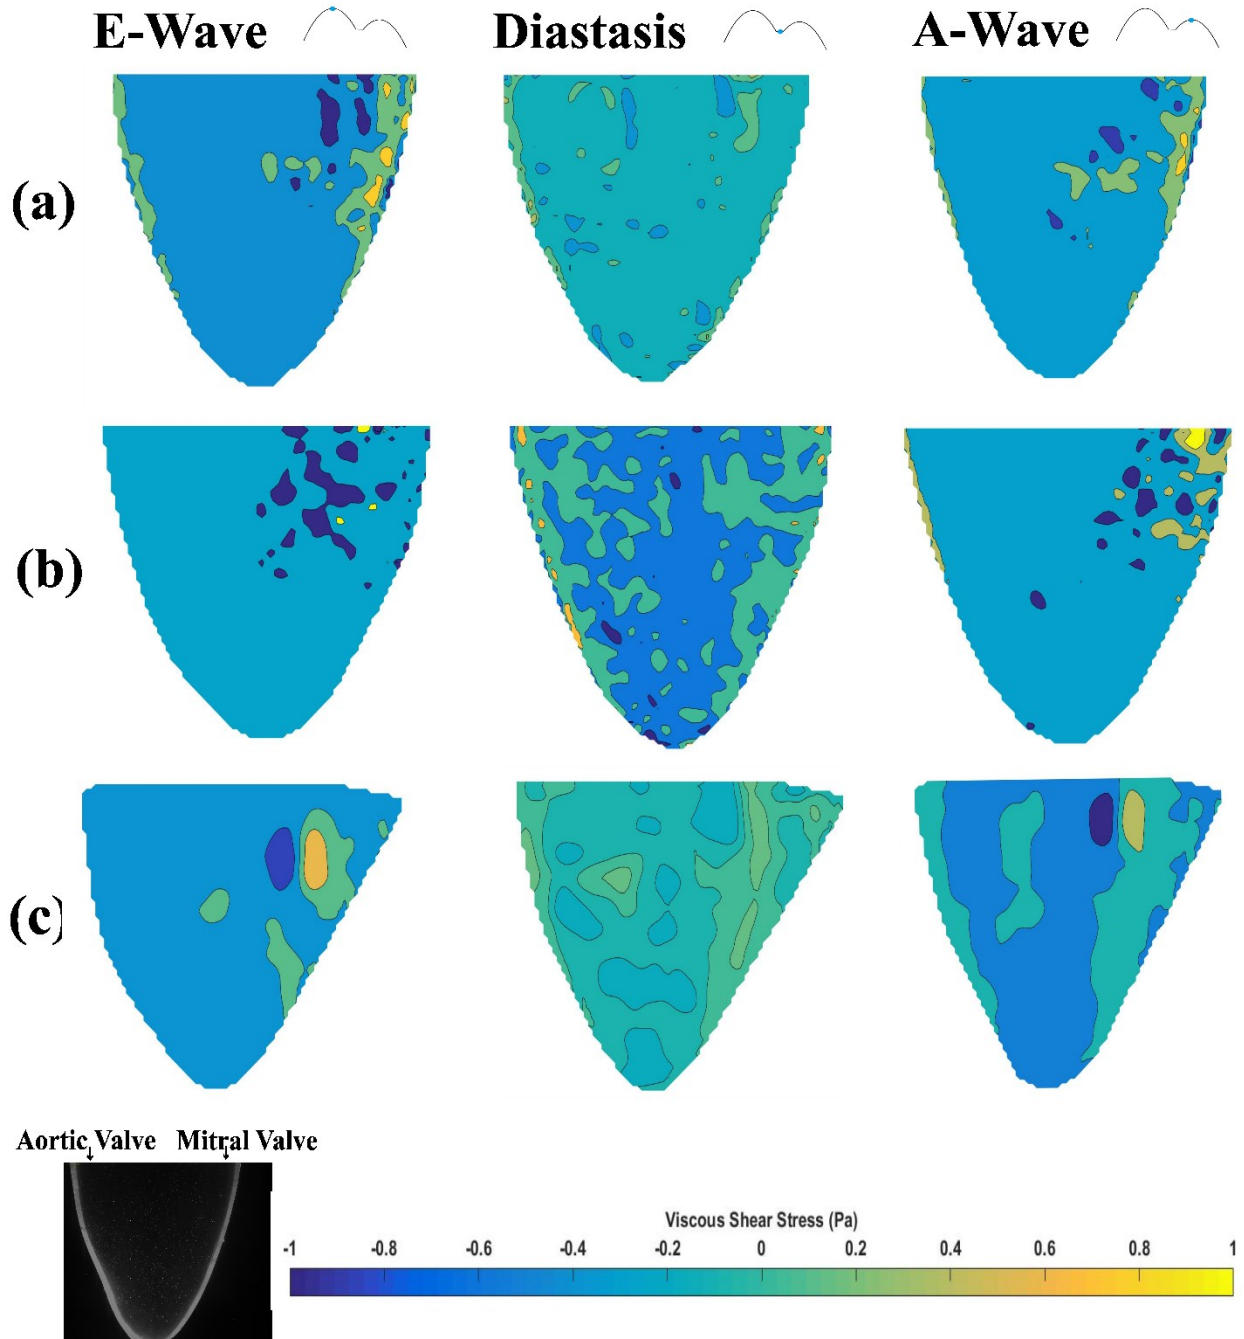 E-Wave Diastasis A-Wave
(a)
(b)
(c)
Aortic Valve Mitral Valve
Viscous Shear Stress (Pa)
-1 -0.8 -0.6 -0.4 -0.2 0 0.2 0.4 0.6 0.8 1